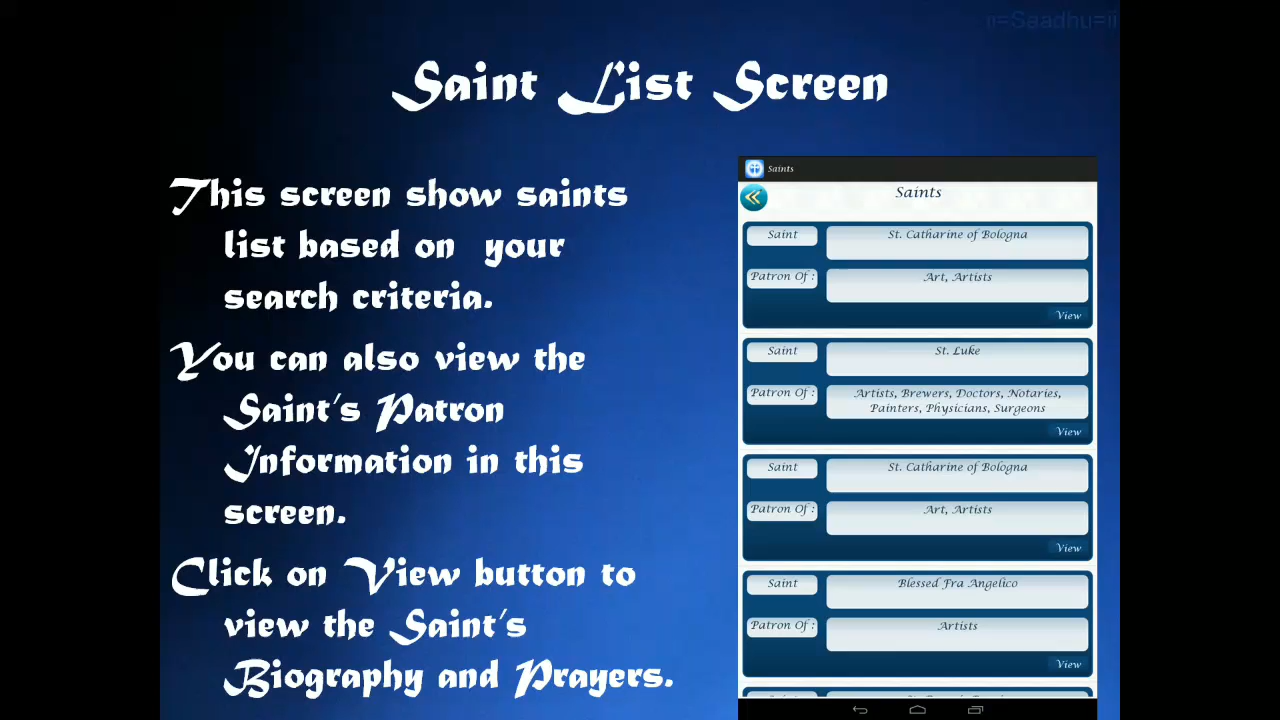 ii=Seadhu=ii
Saint List Screen
This screen show saints
list based on your
search criteria.
You can also view the
Saint's Patron
Information in this
screen.
Click on View button to
view the Saint's
Biography and Prayers.
Saints
Saints
Saint St. Catharine of Bologna
Patron Of : Art, Artists
View
Saint St. Luke
Patron Of : Artists, Brewers, Doctors, Notaries,
Painters, Physicians, Surgeons
View
Saint St. Catharine of Bologna
Patron Of : Art, Artists
View
Saint Blessed Fra Angelico
Patron Of : Artists
View